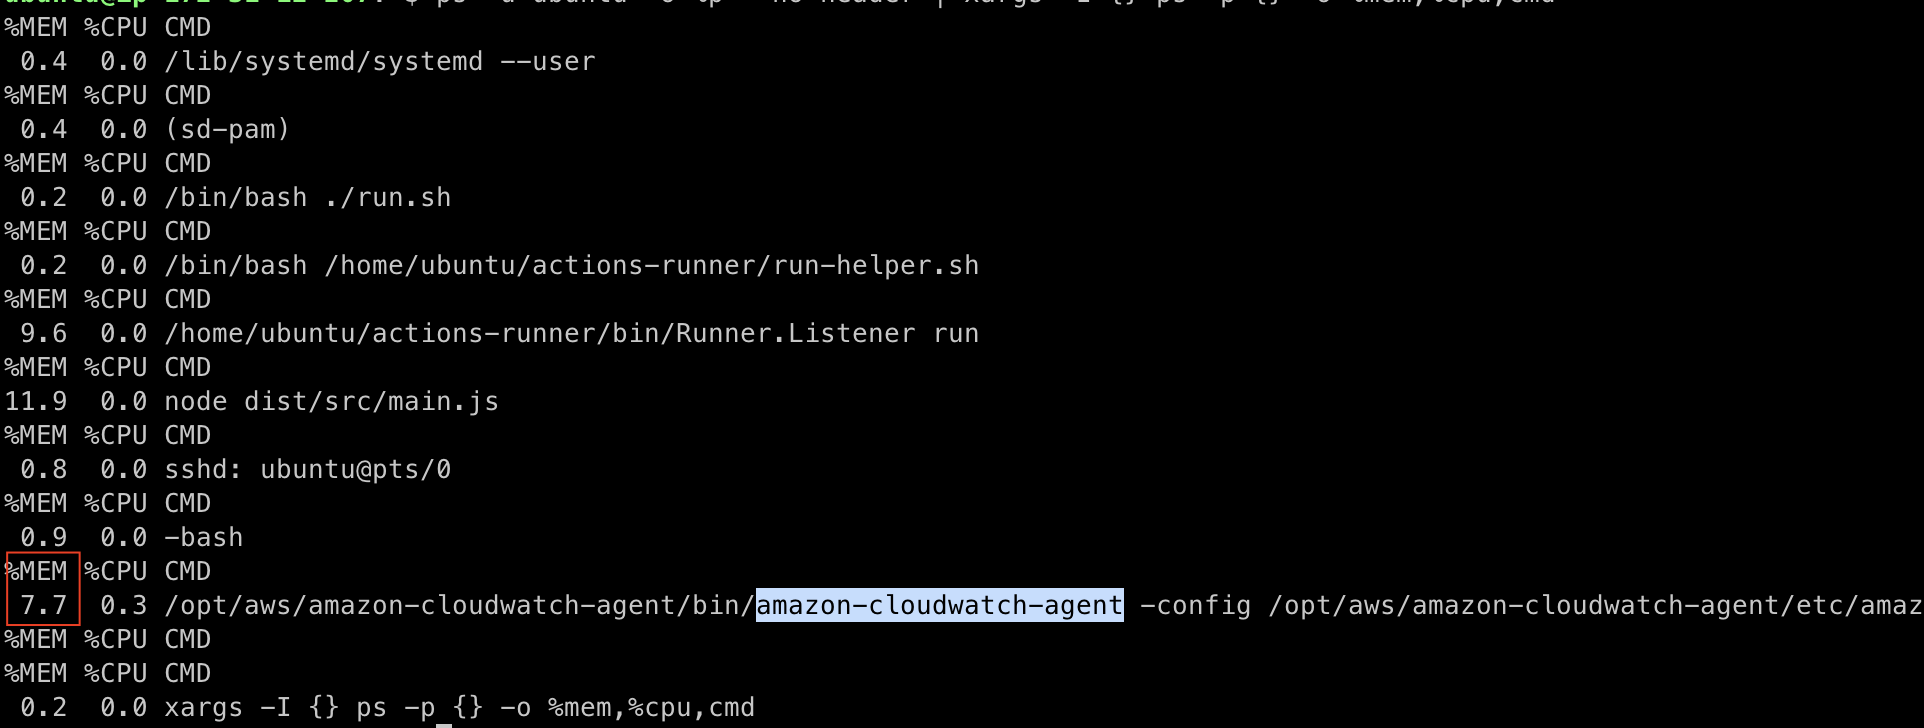 %MEM %CPU CMD
0.4 0.0 /lib/systemd/systemd --user
%MEM %CPU CMD
0.4 0.0 (sd-pam)
%MEM %CPU CMD
0.2 0.0 /bin/bash ./run.sh
%MEM %CPU CMD
0.2 0.0 /bin/bash /home/ubuntu/actions-runner/run-helper.sh
%MEM %CPU CMD
9.6 0.0 /home/ubuntu/actions-runner/bin/Runner.Listener run
%MEM %CPU CMD
11.9 0.0 node dist/src/main.js
%MEM %CPU CMD
0.8 0.0 sshd: ubuntu@pts/0
%MEM %CPU CMD
0.9 0.0 -bash
%MEM %CPU CMD
7.7 0.3 /opt/aws/amazon-cloudwatch-agent/bin/amazon-cloudwatch-agent -config /opt/aws/amazon-cloudwatch-agent/etc/amaz
%MEM %CPU CMD
%MEM %CPU CMD
0.2 0.0 xargs -I {} ps -p {} -o %mem,%cpu,cmd